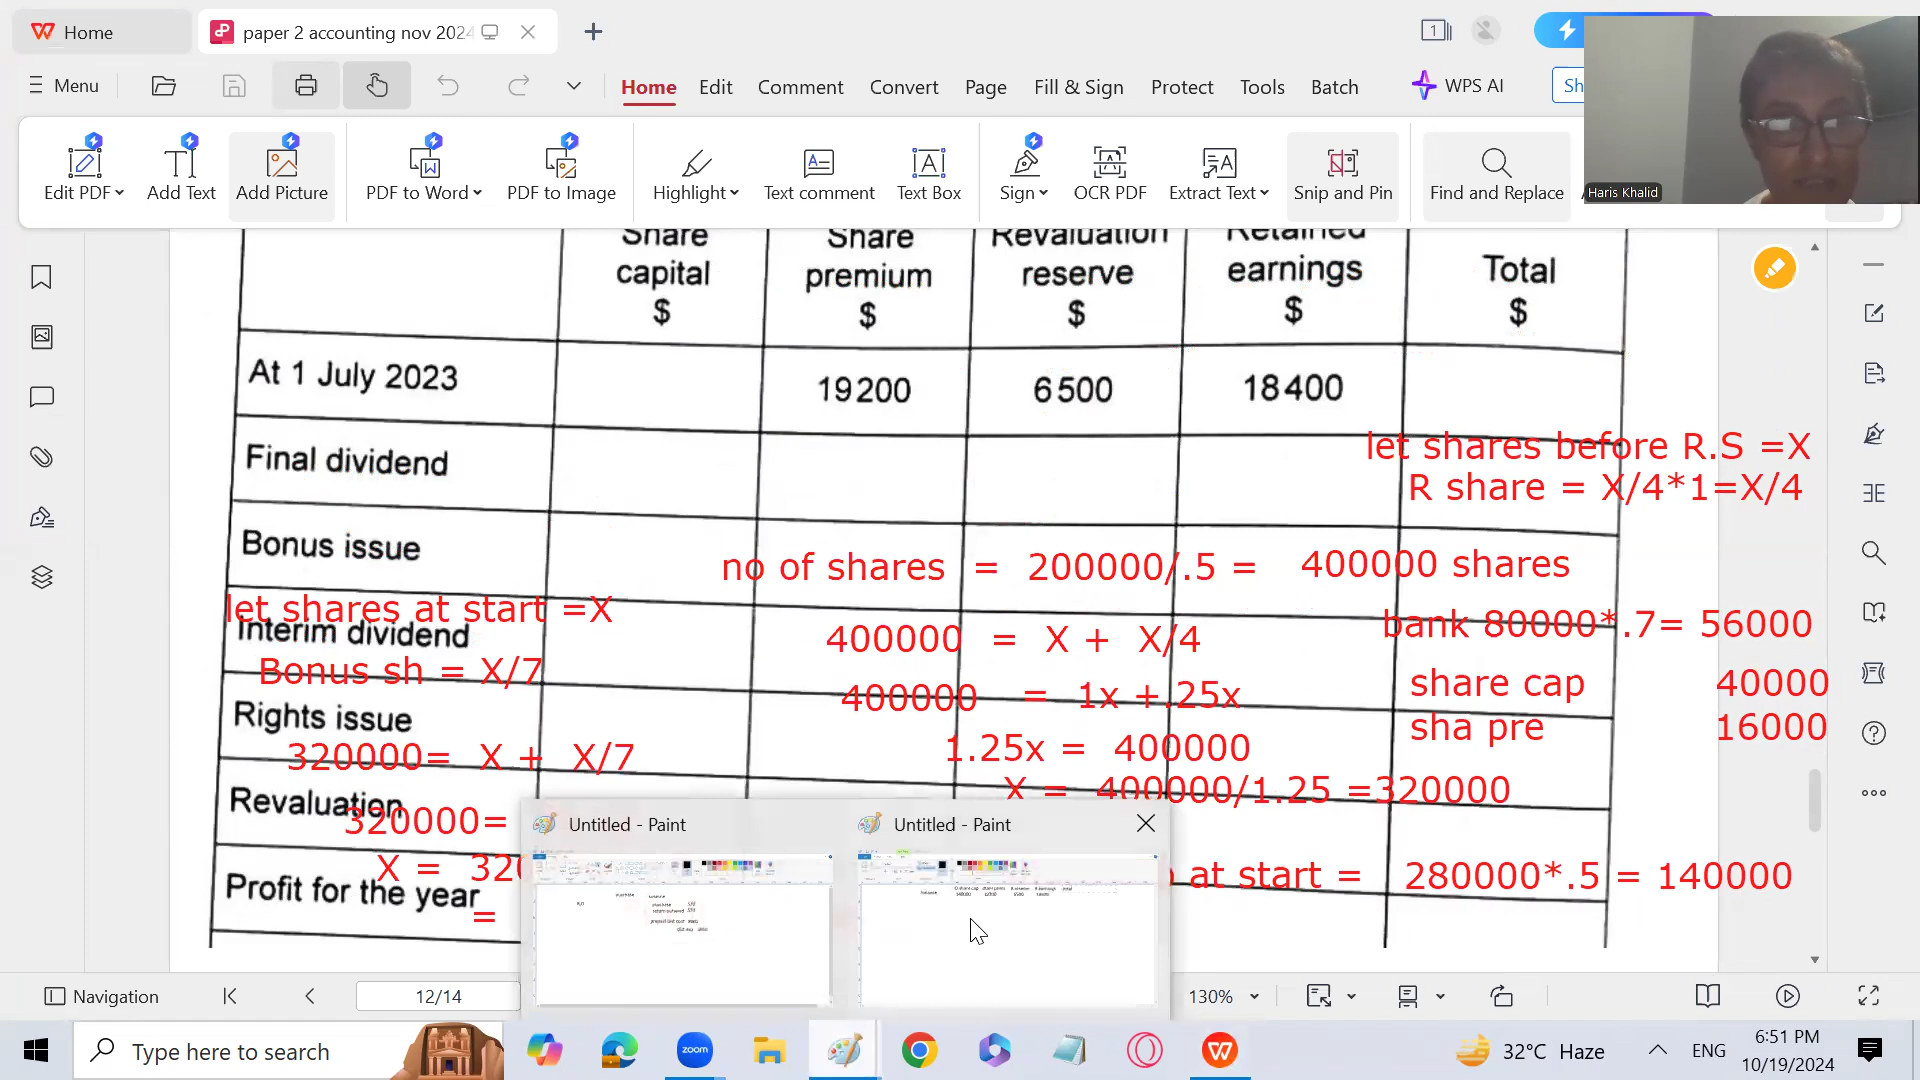 Home
paper 2 accounting nov 2024
Menu
Home
Edit
Comment
Convert
Page
Fill & Sign
Protect
Tools
Batch
WPS AI
Sh
Edit PDF
Add Text
Add Picture
PDF to Word
PDF to Image
Highlight
Text comment
Text Box
Sign
OCR PDF
Extract Text
Snip and Pin
Find and Replace
Haris Khalid
Share capital $
Share premium $
Revaluation reserve $
Retained earnings $
Total $
At 1 July 2023
19200
6500
18400
let shares before R.S =X
Final dividend
R share = X/4*1=X/4
Bonus issue
no of shares = 200000/.5 = 400000 shares
let shares at start =X
Interim dividend
400000 = X + X/4
bank 80000*.7= 56000
Bonus sh = X/7
400000 = 1x +.25x
share cap 40000
Rights issue
sha pre 16000
320000= X + X/7
1.25x = 400000
X = 400000/1.25 =320000
Revaluation
320000=
Untitled - Paint
Untitled - Paint
X = 320
at start = 280000*.5 = 140000
Profit for the year
=
Navigation
12/14
130%
Type here to search
zoom
32°C Haze
ENG
6:51 PM
10/19/2024